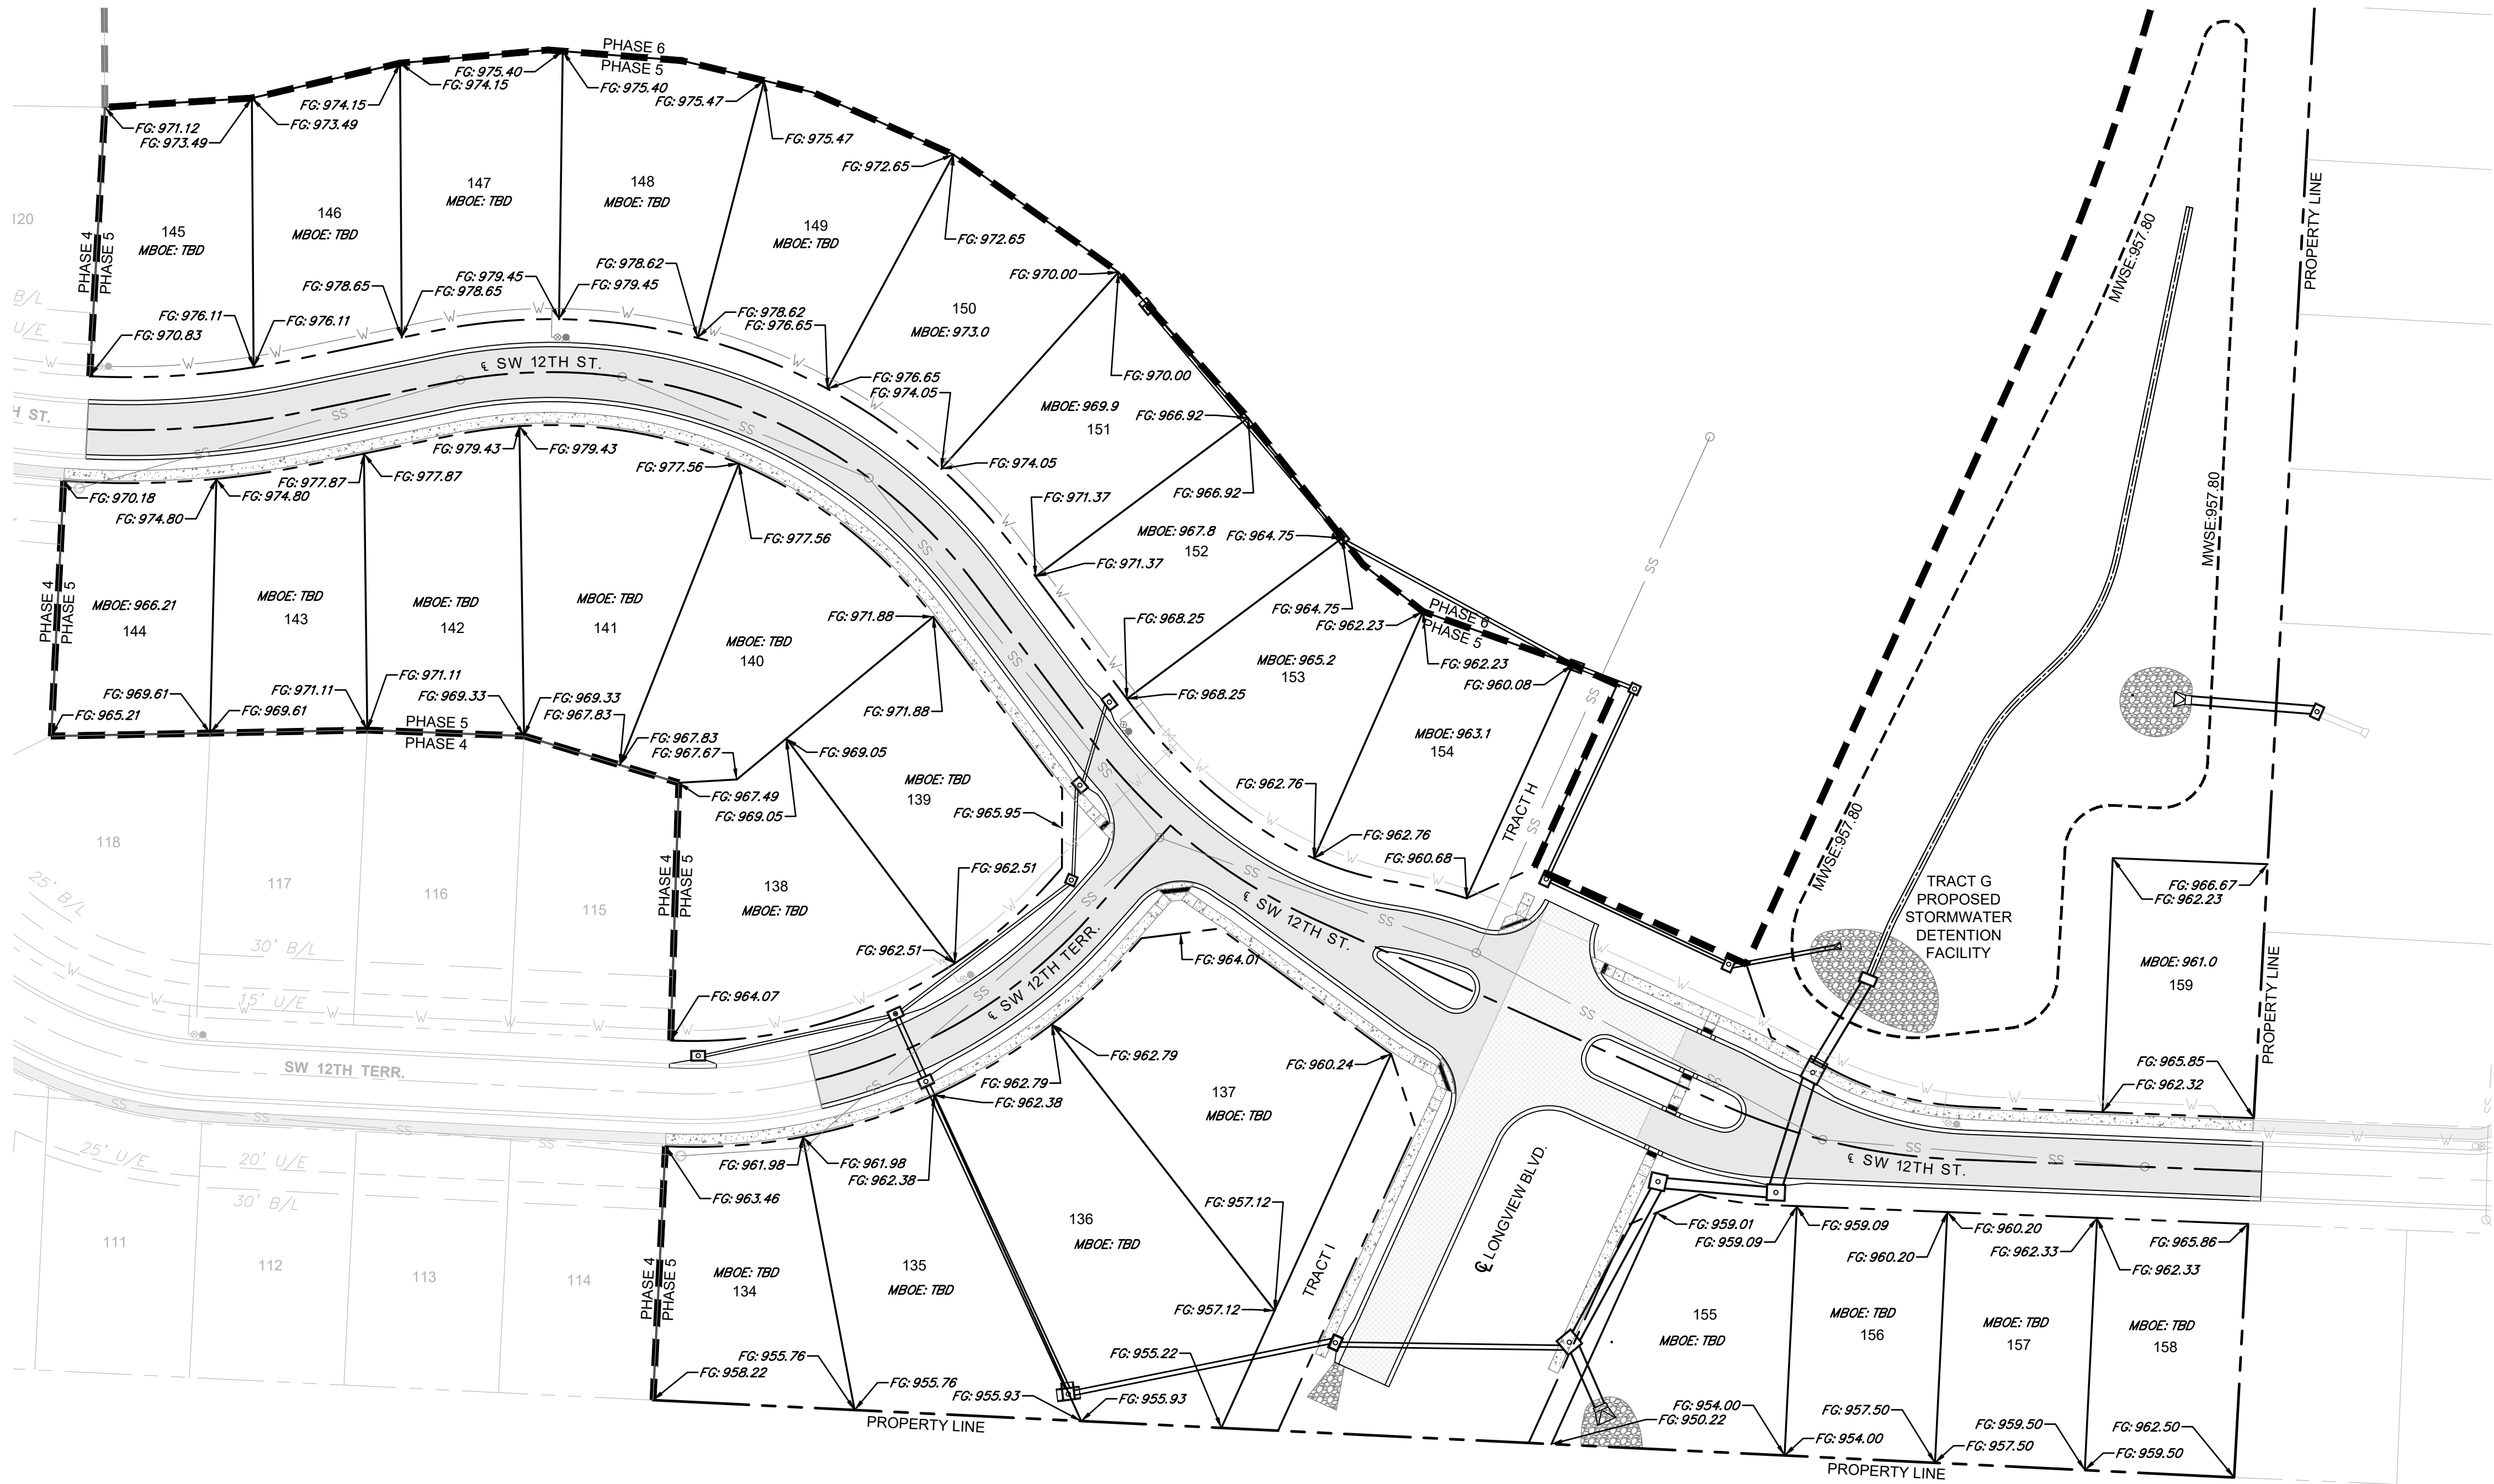 PHASE 6
PHASE 5
FG: 975.40
FG: 974.15
FG: 975.40
FG: 975.47
FG: 974.15
FG: 973.49
FG: 971.12
FG: 973.49
FG: 975.47
FG: 972.65
FG: 972.65
FG: 970.00
FG: 970.00
120
PHASE 4
PHASE 5
145
MBOE: TBD
146
MBOE: TBD
147
MBOE: TBD
148
MBOE: TBD
149
MBOE: TBD
150
MBOE: 973.0
MBOE: 969.9
151
MBOE: 967.8
152
MBOE: 965.2
153
MBOE: 963.1
154
FG: 970.83
FG: 976.11
FG: 976.11
FG: 978.65
FG: 978.65
FG: 979.45
FG: 979.45
FG: 978.62
FG: 978.62
FG: 976.65
FG: 976.65
FG: 974.05
FG: 974.05
FG: 966.92
FG: 966.92
FG: 971.37
FG: 971.37
FG: 964.75
FG: 964.75
FG: 968.25
FG: 968.25
FG: 962.23
FG: 962.23
FG: 960.08
FG: 962.76
FG: 962.76
FG: 960.68
PHASE 6
PHASE 5
TRACT H
B/L
U/E
H ST.
℄ SW 12TH ST.
FG: 970.18
FG: 974.80
FG: 974.80
FG: 977.87
FG: 977.87
FG: 979.43
FG: 979.43
FG: 977.56
FG: 977.56
FG: 971.88
FG: 971.88
PHASE 4
PHASE 5
MBOE: 966.21
144
MBOE: TBD
143
MBOE: TBD
142
MBOE: TBD
141
MBOE: TBD
140
MBOE: TBD
139
138
MBOE: TBD
FG: 965.21
FG: 969.61
FG: 969.61
FG: 971.11
FG: 971.11
FG: 969.33
FG: 969.33
FG: 967.83
FG: 967.83
FG: 967.67
FG: 967.49
FG: 969.05
FG: 969.05
FG: 965.95
FG: 962.51
FG: 962.51
FG: 964.07
PHASE 5
PHASE 4
PHASE 4
PHASE 5
118
117
116
115
25' B/L
30' B/L
15' U/E
SW 12TH TERR.
℄ SW 12TH TERR.
℄ SW 12TH ST.
25' U/E
20' U/E
30' B/L
111
112
113
114
PHASE 4
PHASE 5
FG: 964.01
FG: 962.79
FG: 962.79
FG: 962.38
FG: 962.38
FG: 961.98
FG: 961.98
FG: 963.46
FG: 960.24
FG: 957.12
FG: 957.12
FG: 955.22
FG: 955.76
FG: 955.76
FG: 958.22
FG: 955.93
FG: 955.93
MBOE: TBD
134
135
MBOE: TBD
136
MBOE: TBD
137
MBOE: TBD
PROPERTY LINE
TRACT I
℄ LONGVIEW BLVD.
MWSE:957.80
MWSE:957.80
MWSE:957.80
PROPERTY LINE
TRACT G
PROPOSED
STORMWATER
DETENTION
FACILITY
FG: 966.67
FG: 962.23
MBOE: 961.0
159
FG: 965.85
FG: 962.32
PROPERTY LINE
℄ SW 12TH ST.
FG: 959.01
FG: 959.09
FG: 959.09
FG: 960.20
FG: 960.20
FG: 962.33
FG: 962.33
FG: 965.86
155
MBOE: TBD
MBOE: TBD
156
MBOE: TBD
157
MBOE: TBD
158
FG: 954.00
FG: 950.22
FG: 954.00
FG: 957.50
FG: 957.50
FG: 959.50
FG: 959.50
FG: 962.50
PROPERTY LINE